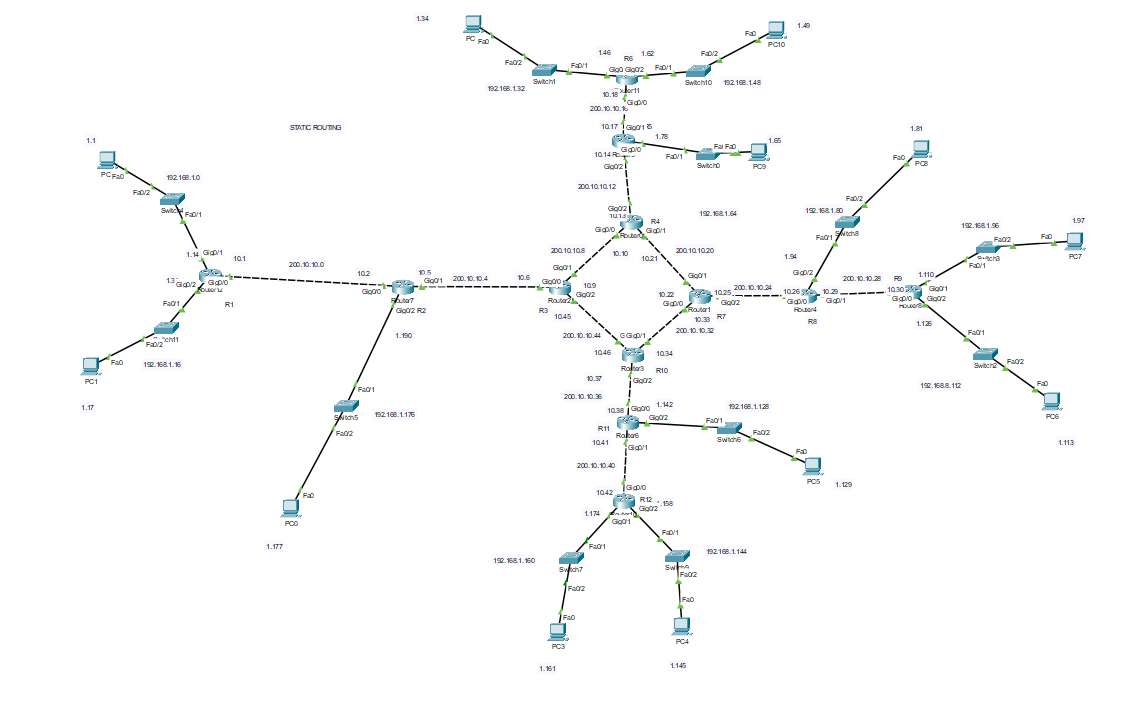 1.34
PC
Fa0
1.49
PC10
Fa0
1.46
R6
1.62
Fa0/2
Fa0/1
Fa0/2
Fa0/1
Gig0/2
Switch1
Switch10
192.168.1.32
192.168.1.48
10.18
Gig0/0
200.10.10.16
STATIC ROUTING
10.17
Gig0/1
1.78
1.65
1.81
1.1
10.14
Gig0/0
Fa0/1
Fa0
Switch0
PC9
Fa0
PC8
PC
Fa0
Gig0/2
192.168.1.0
200.10.10.12
Fa0/2
Fa0/2
Switch4
Fa0/1
10.13
Gig0/2
R4
192.168.1.64
192.168.1.80
Switch8
1.97
192.168.1.96
Gig0/0
Gig0/1
Fa0/1
Fa0/2
Fa0
PC7
1.14
Gig0/1
10.1
200.10.10.8
10.10
10.21
200.10.10.20
1.94
Switch3
Fa0/1
200.10.10.0
10.2
10.5
200.10.10.4
10.6
Gig0/1
Gig0/1
Gig0/2
200.10.10.28
R9
1.110
Gig0/2
Gig0/0
Gig0/0
Gig0/1
Gig0/0
10.9
10.22
10.25
200.10.10.24
10.26
10.29
10.30
Gig0/1
Router12
Router7
Router2
Gig0/2
Gig0/0
Router1
Gig0/2
Gig0/0
Gig0/1
Gig0/0
Gig0/2
Fa0/1
R1
Gig0/2
R2
R3
10.45
10.33
R7
Router4
R8
1.126
Switch11
Fa0/2
1.190
200.10.10.44
Gig0/1
200.10.10.32
Fa0/1
Fa0
192.168.1.16
10.46
10.34
Switch2
Fa0/2
PC1
Router3
R10
10.37
Gig0/2
192.168.8.112
Fa0
Fa0/1
200.10.10.36
PC6
1.17
Switch5
192.168.1.176
10.38
Gig0/0
1.142
192.168.1.128
Gig0/2
Fa0/1
R11
Router6
Fa0/2
Switch6
Fa0/2
1.113
10.41
Gig0/1
200.10.10.40
Fa0
PC5
1.129
Gig0/0
Fa0
10.42
R12
1.158
PC0
1.174
Gig0/2
Gig0/1
1.177
Fa0/1
Fa0/1
192.168.1.160
Switch7
192.168.1.144
Fa0/2
Fa0/2
Fa0
Fa0
PC3
PC4
1.161
1.145